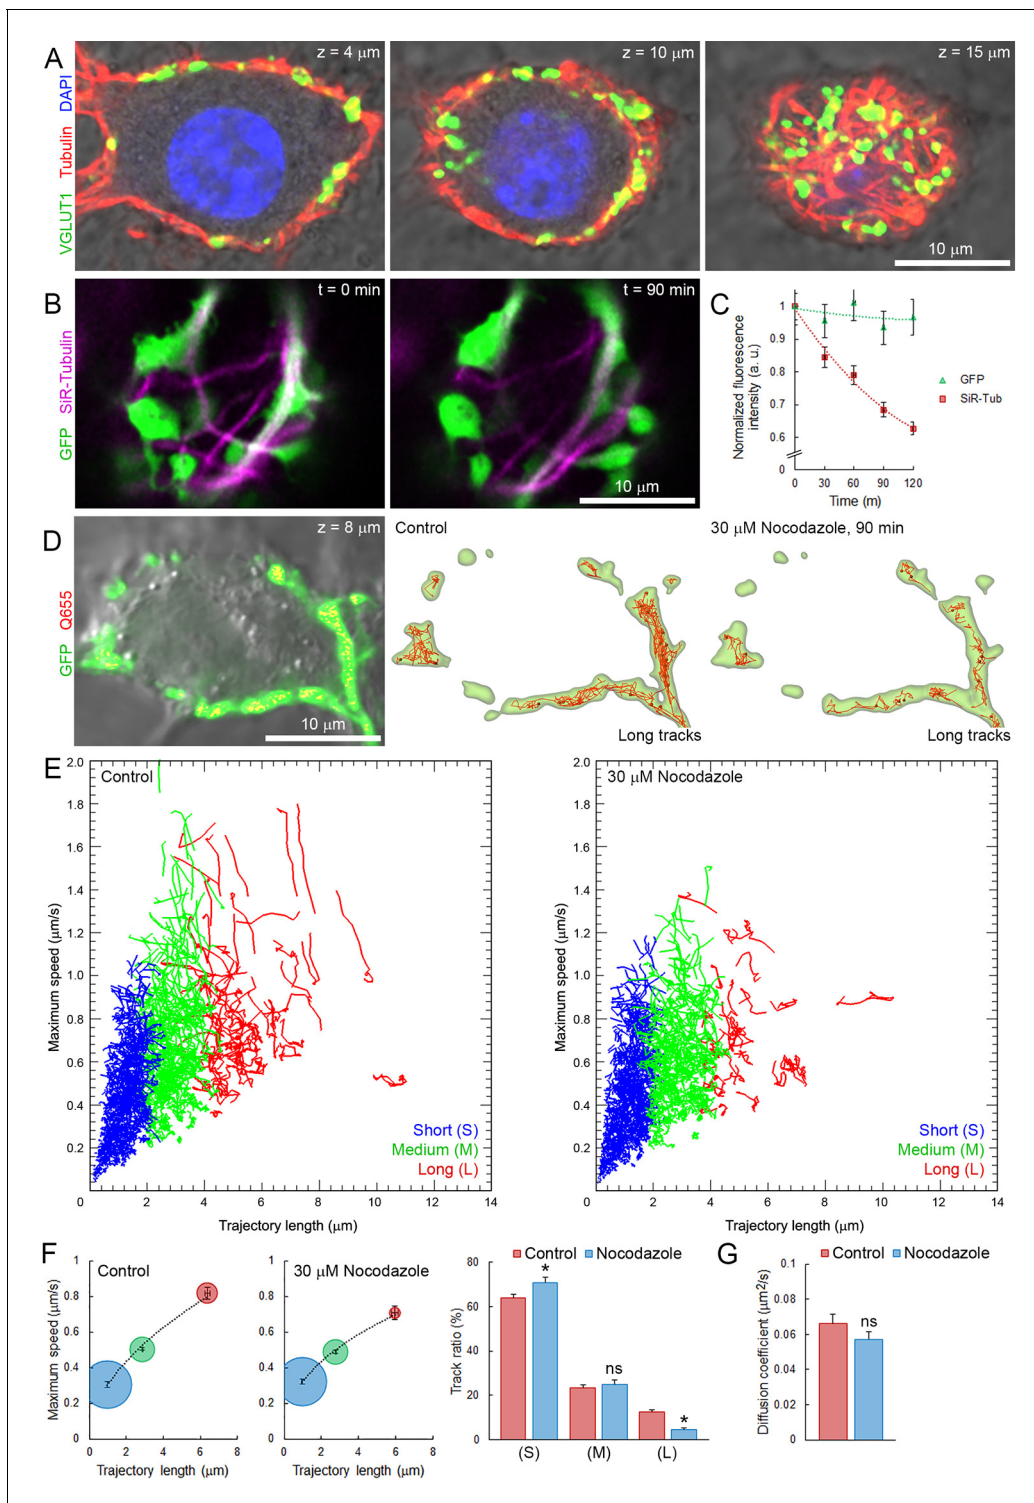 A
VGLUT1 Tubulin DAPI
z = 4 μm
z = 10 μm
z = 15 μm
10 μm
B
GFP SiR-Tubulin
t = 0 min
t = 90 min
10 μm
C
Normalized fluorescence
intensity (a. u.)
1
0.9
0.8
0.7
0.6
0
0 30 60 90 120
Time (m)
GFP
SiR-Tub
D
GFP Q655
z = 8 μm
10 μm
Control
Long tracks
30 μM Nocodazole, 90 min
Long tracks
E
Control
Maximum speed (μm/s)
2.0
1.8
1.6
1.4
1.2
1.0
0.8
0.6
0.4
0.2
0 2 4 6 8 10 12 14
Trajectory length (μm)
Short (S)
Medium (M)
Long (L)
30 μM Nocodazole
Maximum speed (μm/s)
2.0
1.8
1.6
1.4
1.2
1.0
0.8
0.6
0.4
0.2
0 2 4 6 8 10 12 14
Trajectory length (μm)
Short (S)
Medium (M)
Long (L)
F
Control
Maximum speed (μm/s)
1
0.8
0.6
0.4
0.2
0
0 2 4 6 8
Trajectory length (μm)
30 μM Nocodazole
1
0.8
0.6
0.4
0.2
0
0 2 4 6 8
Trajectory length (μm)
Control Nocodazole
Track ratio (%)
80
60
40
20
0
*
ns
*
(S) (M) (L)
G
Control Nocodazole
Diffusion coefficient (μm²/s)
0.1
0.08
0.06
0.04
0.02
0
ns